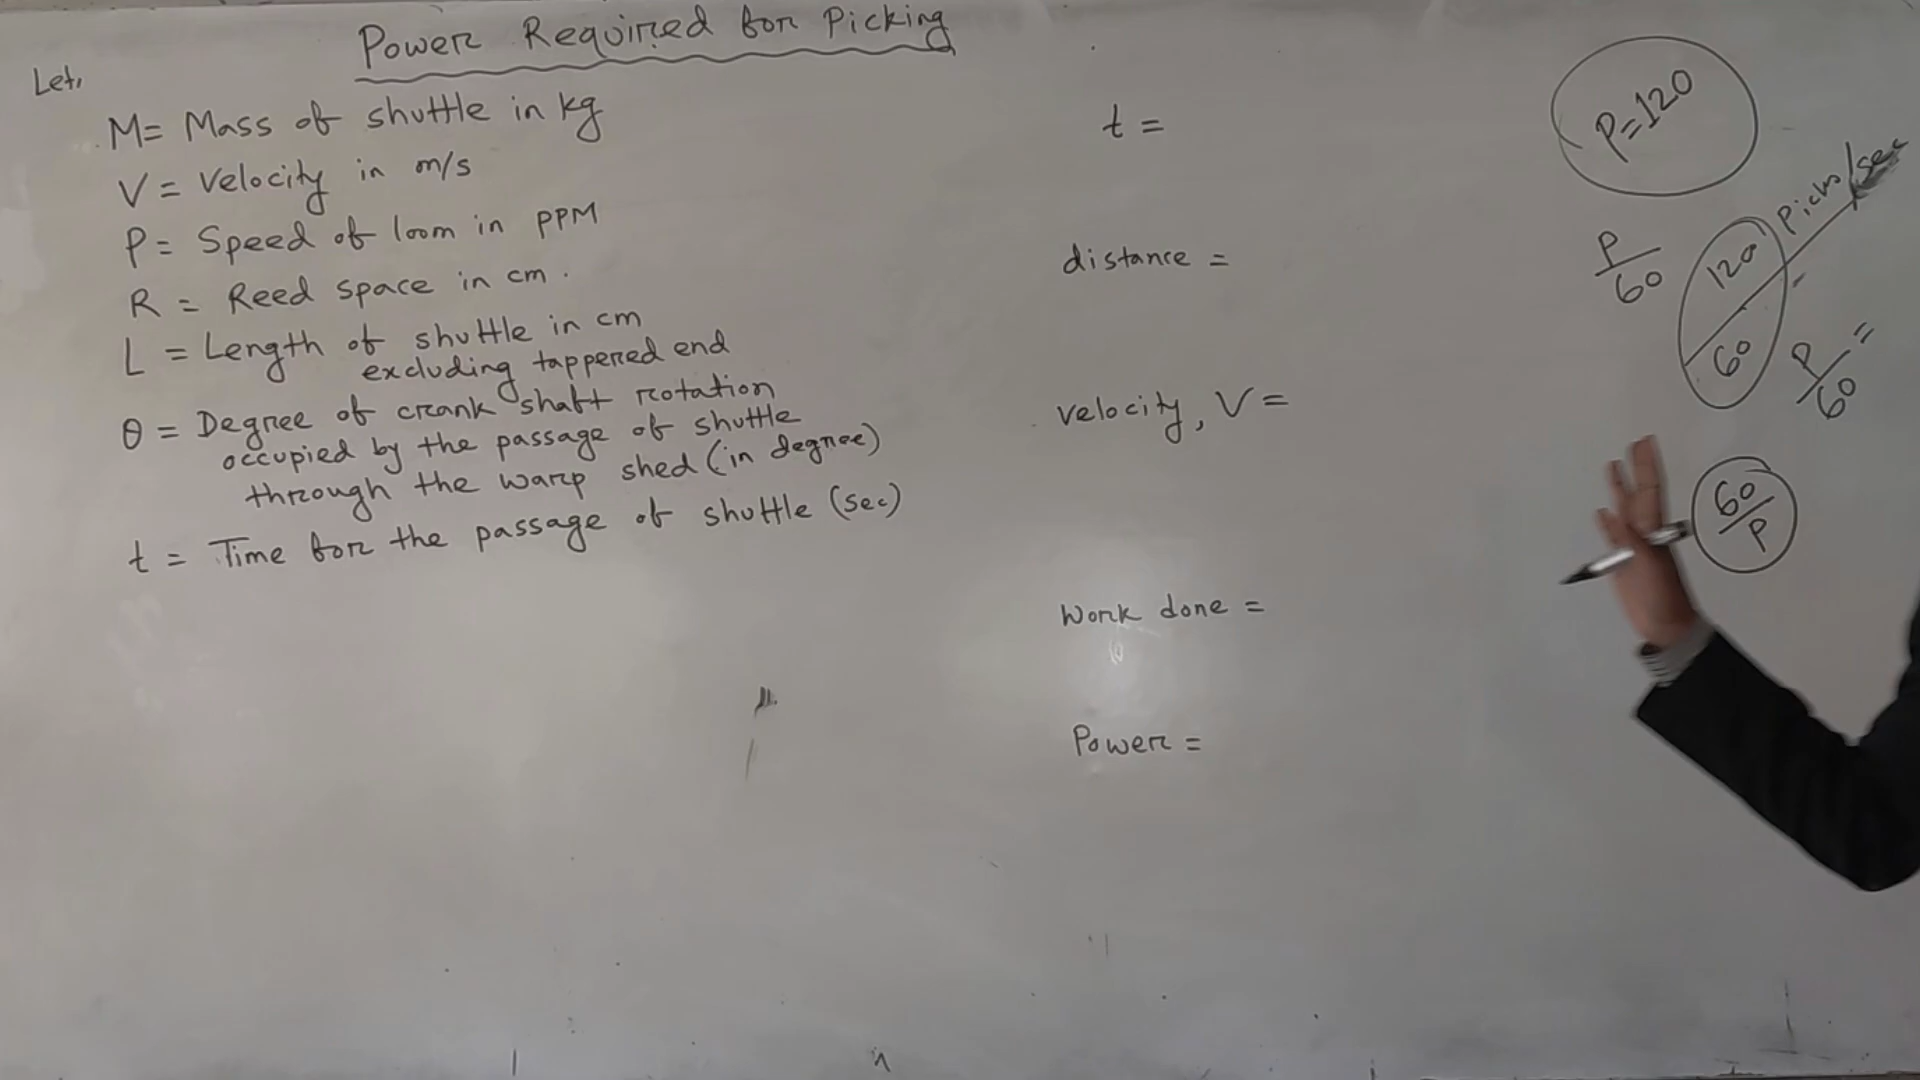 Power Required for Picking
Let,
M = Mass of shuttle in kg
V = Velocity in m/s
P = Speed of loom in PPM
R = Reed space in cm.
L = Length of shuttle in cm
excluding tappered end
θ = Degree of crank shaft rotation
occupied by the passage of shuttle
through the warp shed (in degree)
t = Time for the passage of shuttle (sec)
t =
distance =
velocity, V =
Work done =
Power =
P=120
P/60
120/60 Picks/sec
P/60 =
60/P